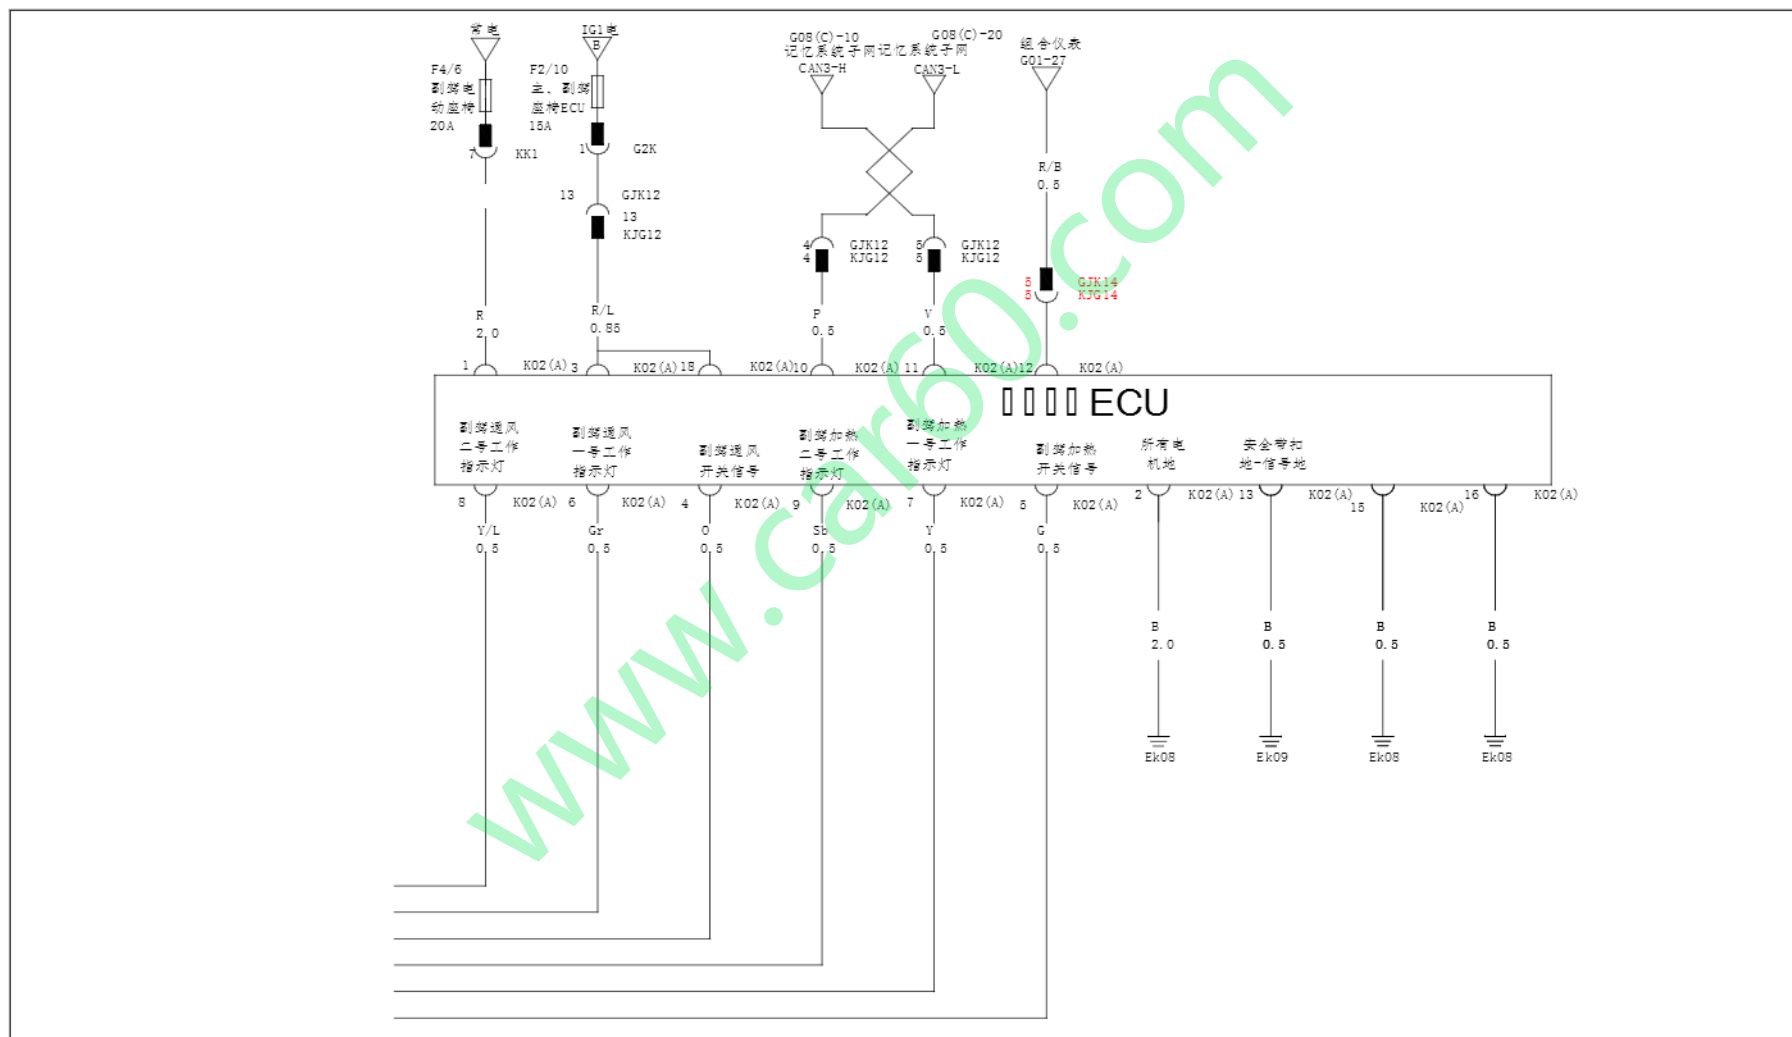 常电
IG1电
B
G08(C)-10
记忆系统子网
CAN3-H
G08(C)-20
记忆系统子网
CAN3-L
组合仪表
G01-27
F4/6
副驾电
动座椅
20A
F2/10
主、副驾
座椅ECU
15A
7
KK1
1
G2K
13
GJK12
13
KJG12
4
GJK12
4
KJG12
5
GJK12
5
KJG12
R/B
0.5
5
GJK14
5
KJG14
R
2.0
R/L
0.85
P
0.5
V
0.5
1
K02(A)
3
K02(A)
18
K02(A)
10
K02(A)
11
K02(A)
12
K02(A)
ECU
副驾通风
二号工作
指示灯
副驾通风
一号工作
指示灯
副驾通风
开关信号
副驾加热
二号工作
指示灯
副驾加热
一号工作
指示灯
副驾加热
开关信号
所有电
机地
安全带扣
地-信号地
8
K02(A)
6
K02(A)
4
K02(A)
9
K02(A)
7
K02(A)
5
K02(A)
2
K02(A)
13
K02(A)
15
K02(A)
16
K02(A)
Y/L
0.5
Gr
0.5
O
0.5
Sb
0.5
Y
0.5
G
0.5
B
2.0
B
0.5
B
0.5
B
0.5
Ek08
Ek09
Ek08
Ek08
www.car60.com